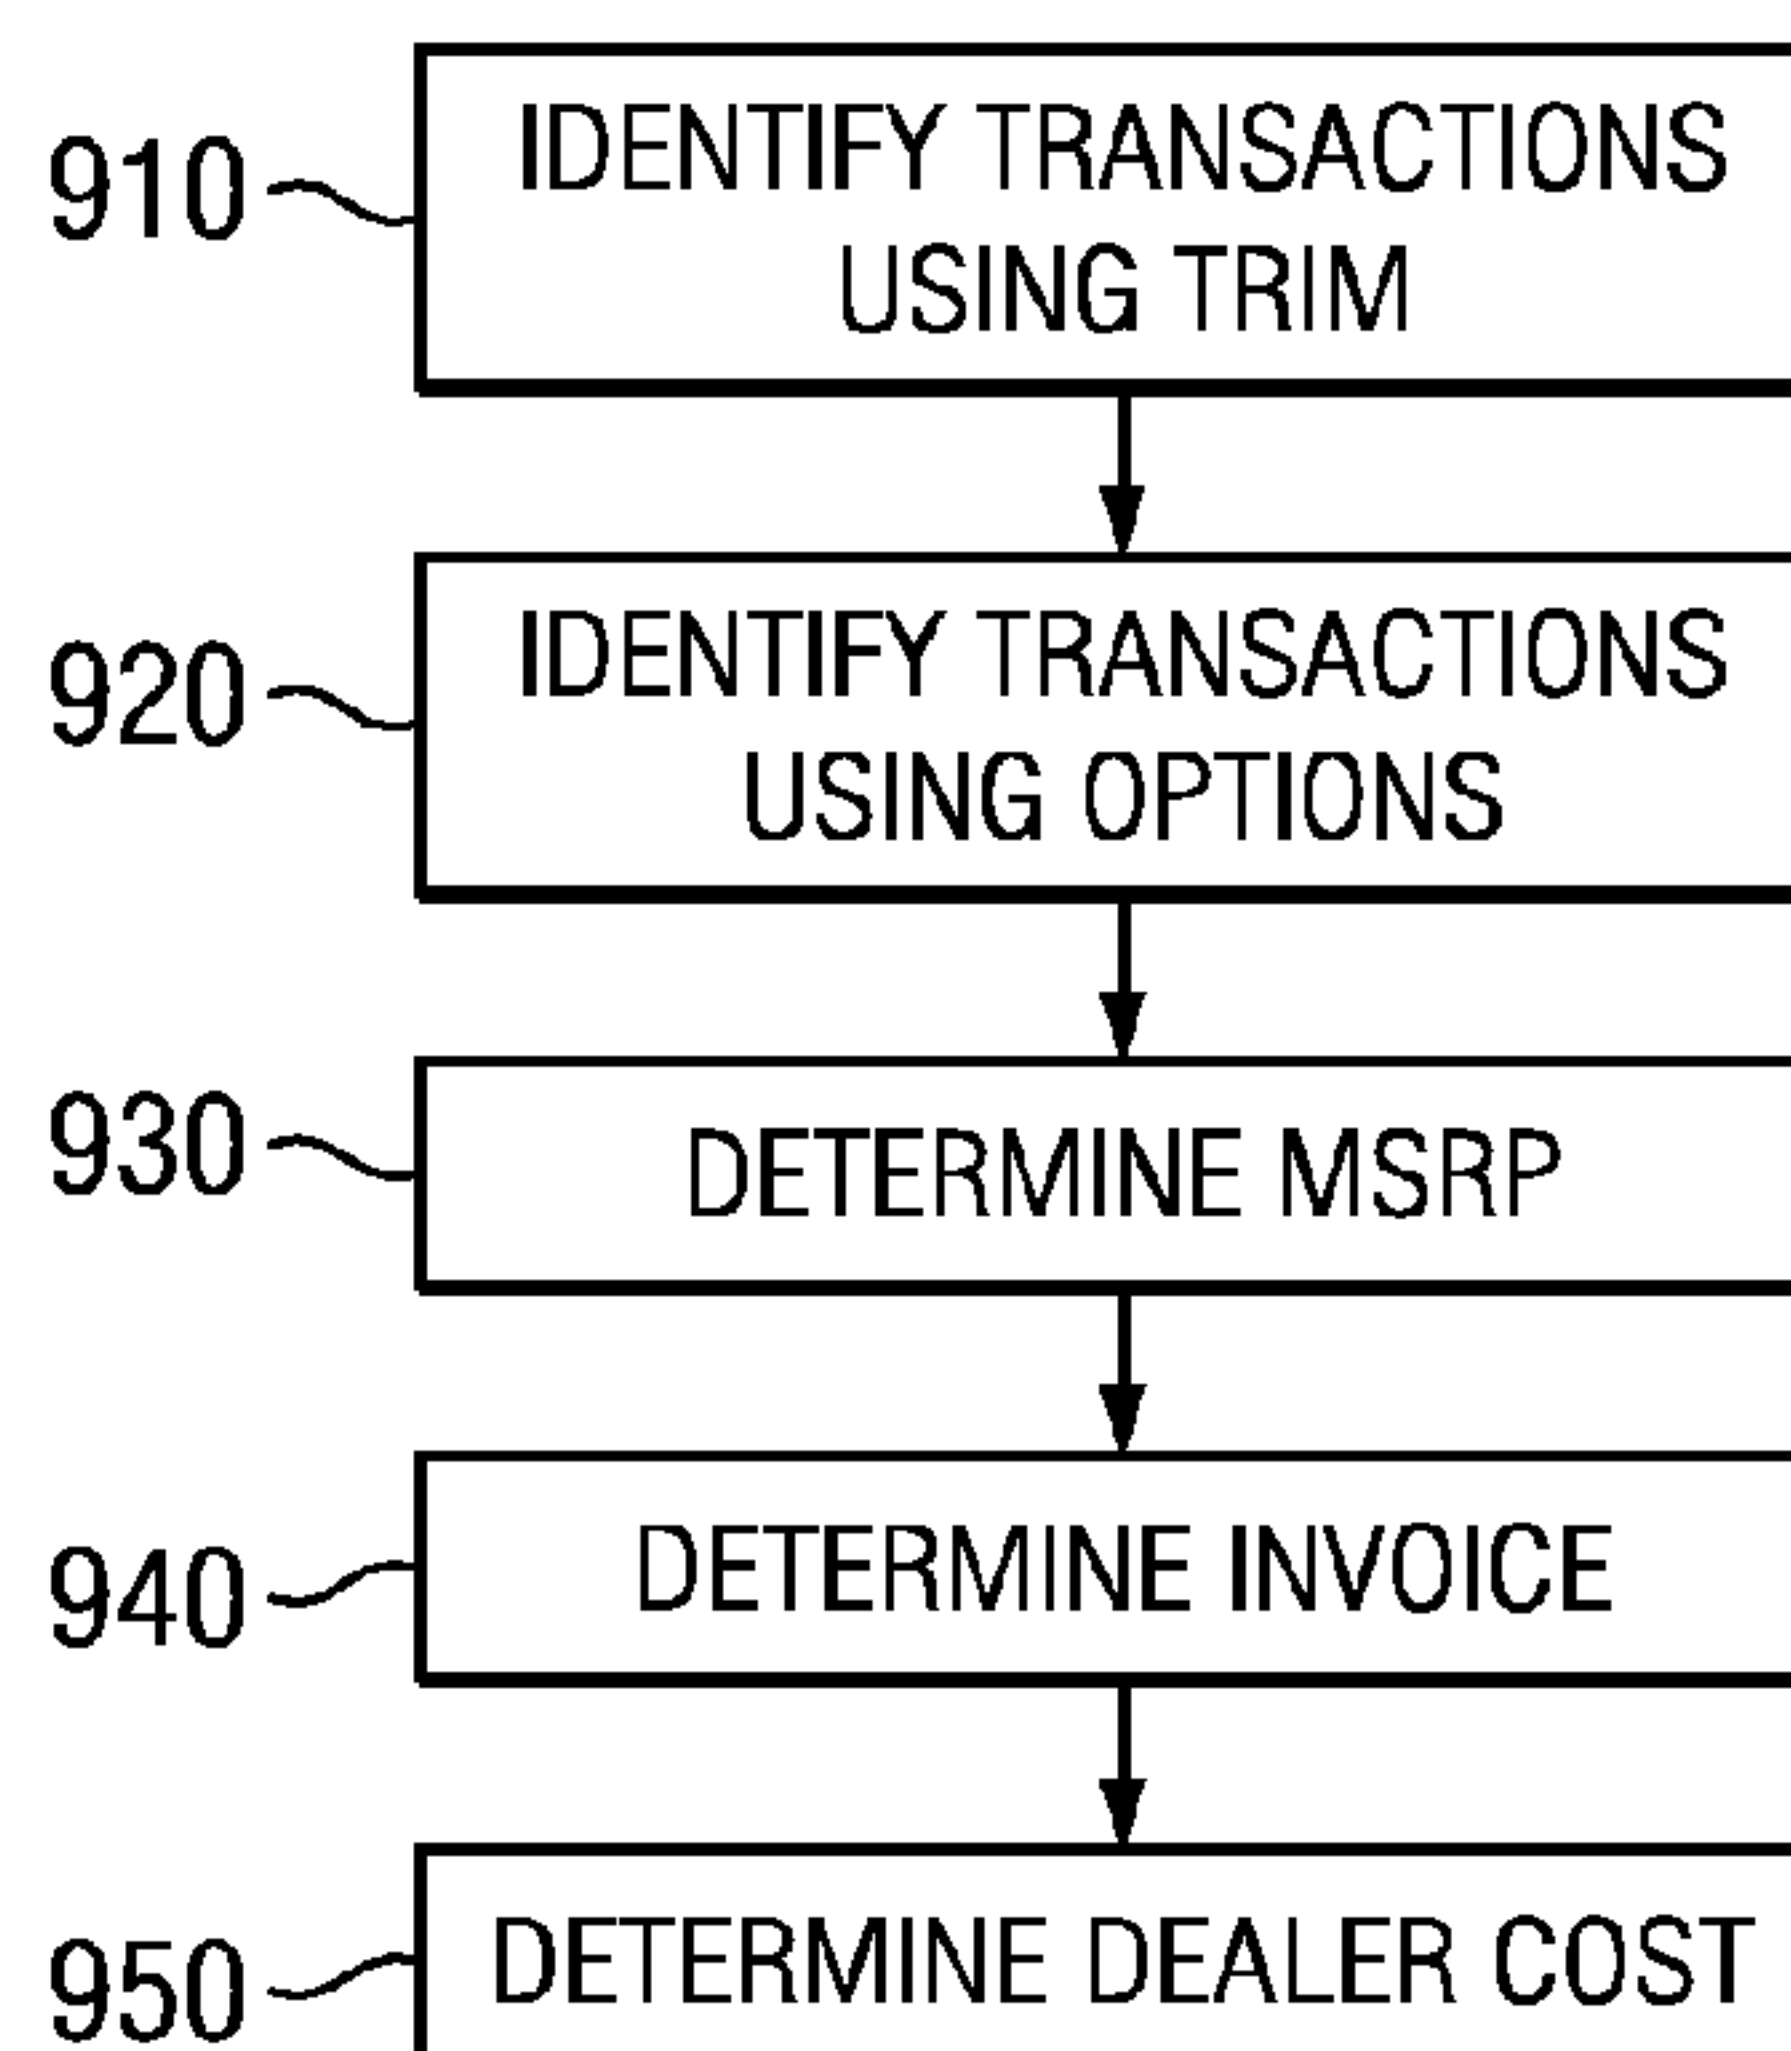 910
IDENTIFY TRANSACTIONS
USING TRIM
920
IDENTIFY TRANSACTIONS
USING OPTIONS
930
DETERMINE MSRP
940
DETERMINE INVOICE
950
DETERMINE DEALER COST